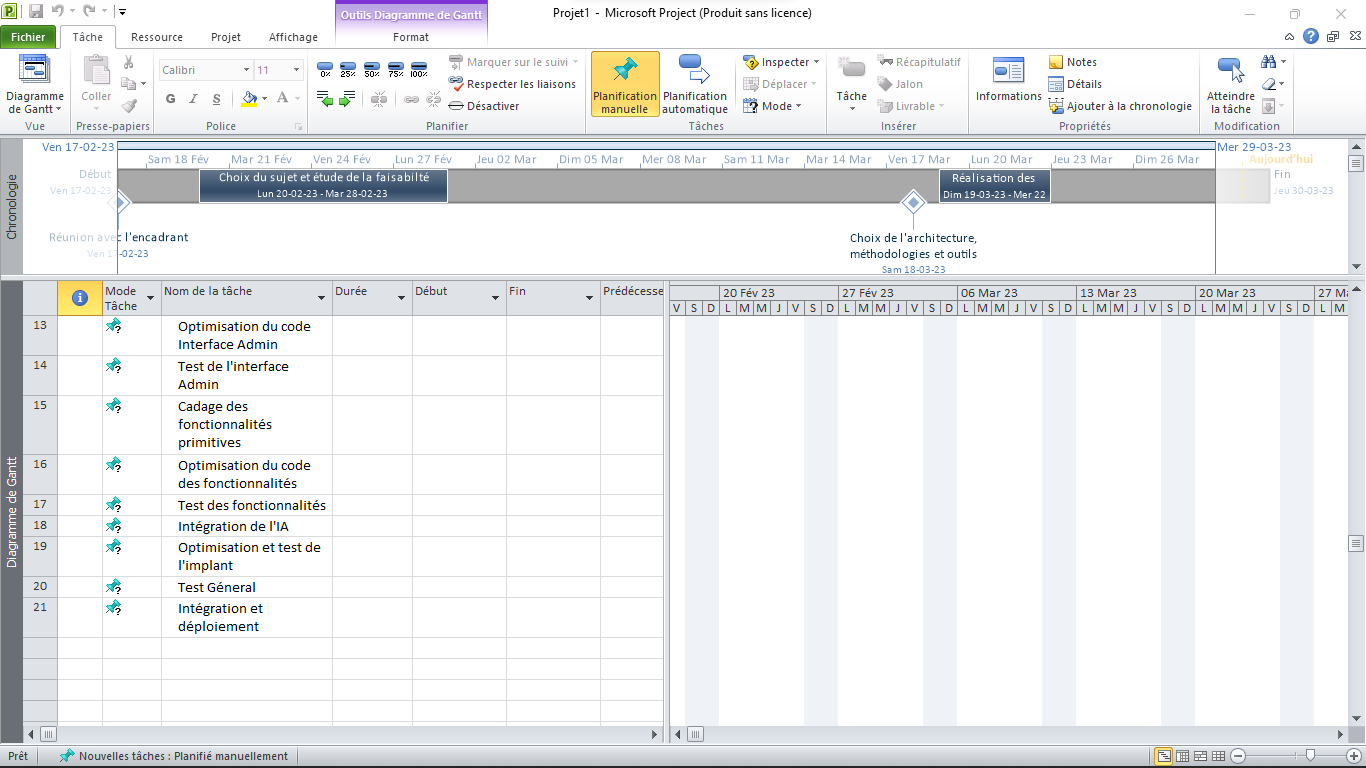 Outils Diagramme de Gantt
Projet1 - Microsoft Project (Produit sans licence)
Fichier Tâche Ressource Projet Affichage Format
Diagramme de Gantt
Vue
Coller
Presse-papiers
Calibri 11
G I S
A
Police
0% 25% 50% 75% 100%
Marquer sur le suivi
Respecter les liaisons
Désactiver
Planifier
Planification manuelle
Planification automatique
Inspecter
Déplacer
Mode
Tâches
Tâche
Récapitulatif
Jalon
Livrable
Insérer
Informations
Notes
Détails
Ajouter à la chronologie
Propriétés
Atteindre la tâche
Modification
Chronologie
Ven 17-02-23
Mer 29-03-23
Sam 18 Fév Mar 21 Fév Ven 24 Fév Lun 27 Fév Jeu 02 Mar Dim 05 Mar Mer 08 Mar Sam 11 Mar Mar 14 Mar Ven 17 Mar Lun 20 Mar Jeu 23 Mar Dim 26 Mar
Aujourd'hui
Début
Ven 17-02-23
Choix du sujet et étude de la faisabilté
Lun 20-02-23 - Mar 28-02-23
Réalisation des
Dim 19-03-23 - Mer 22
Fin
Jeu 30-03-23
Réunion avec l'encadrant
Ven 17-02-23
Choix de l'architecture,
méthodologies et outils
Sam 18-03-23
Diagramme de Gantt
Mode Tâche
Nom de la tâche
Durée
Début
Fin
Prédécesse
20 Fév 23 27 Fév 23 06 Mar 23 13 Mar 23 20 Mar 23 27 Ma
V S D L M M J V S D L M M J V S D L M M J V S D L M M J V S D L M M J V S D L M
13 Optimisation du code
Interface Admin
14 Test de l'interface
Admin
15 Cadage des
fonctionnalités
primitives
16 Optimisation du code
des fonctionnalités
17 Test des fonctionnalités
18 Intégration de l'IA
19 Optimisation et test de
l'implant
20 Test Géneral
21 Intégration et
déploiement
Prêt
Nouvelles tâches : Planifié manuellement